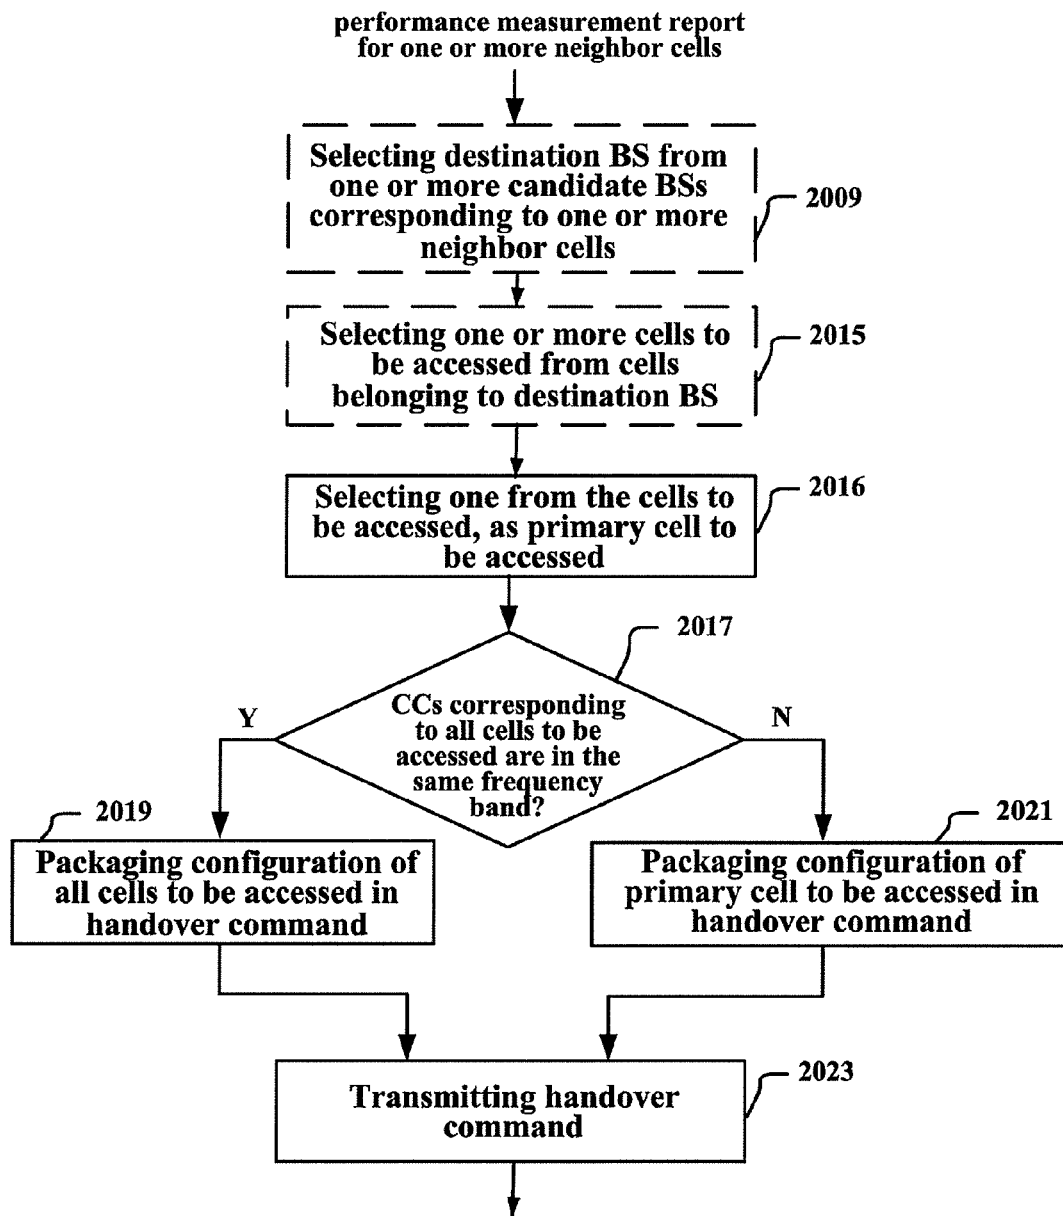 performance measurement report
for one or more neighbor cells
Selecting destination BS from
one or more candidate BSs
corresponding to one or more
neighbor cells
2009
Selecting one or more cells to
be accessed from cells
belonging to destination BS
2015
Selecting one from the cells to
be accessed, as primary cell to
be accessed
2016
2017
CCs corresponding
to all cells to be
accessed are in the
same frequency
band?
Y
N
2019
Packaging configuration of
all cells to be accessed in
handover command
2021
Packaging configuration of
primary cell to be accessed in
handover command
Transmitting handover
command
2023